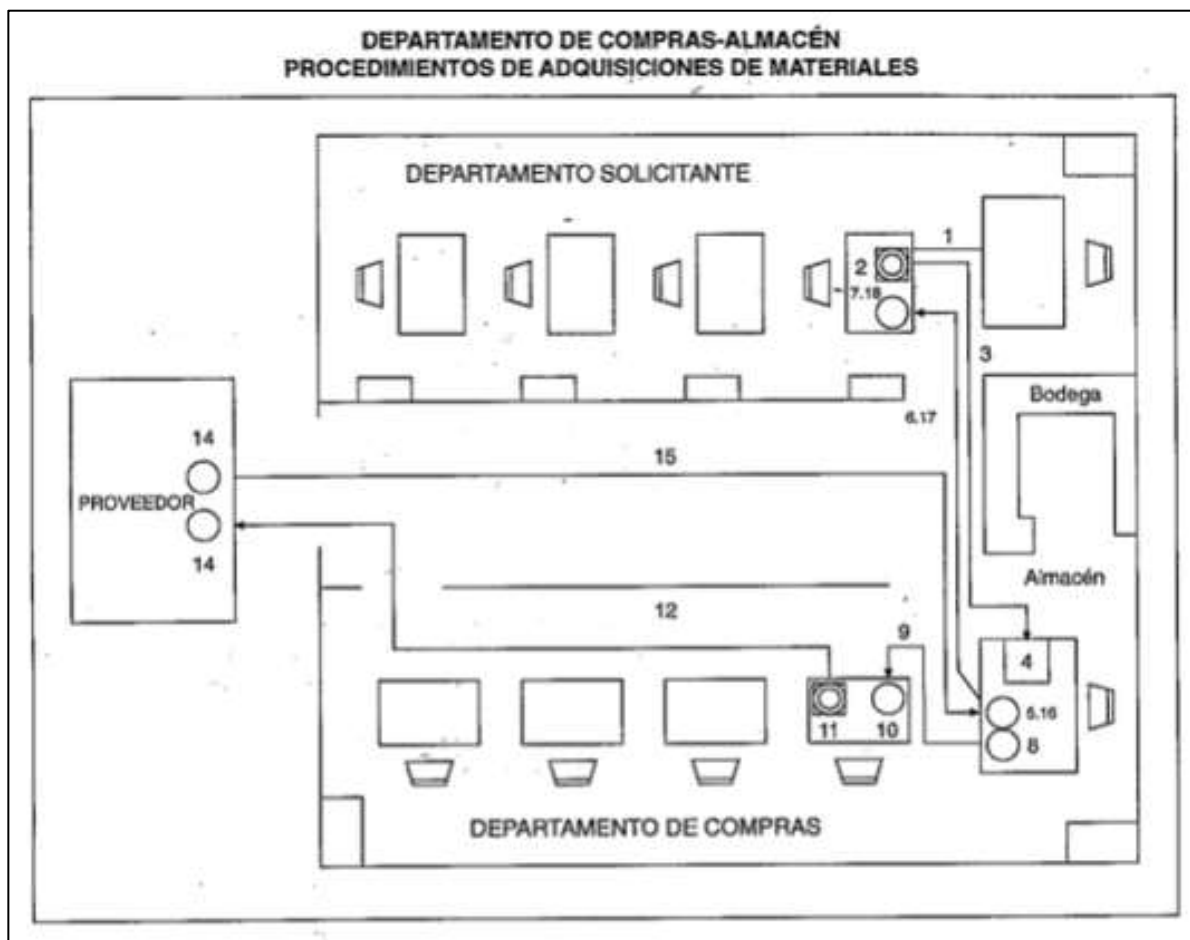 DEPARTAMENTO DE COMPRAS-ALMACÉN
PROCEDIMIENTOS DE ADQUISICIONES DE MATERIALES
DEPARTAMENTO SOLICITANTE
1
2
7.18
3
Bodega
6.17
14
15
PROVEEDOR
14
Almacén
12
9
4
5.16
11
10
8
DEPARTAMENTO DE COMPRAS